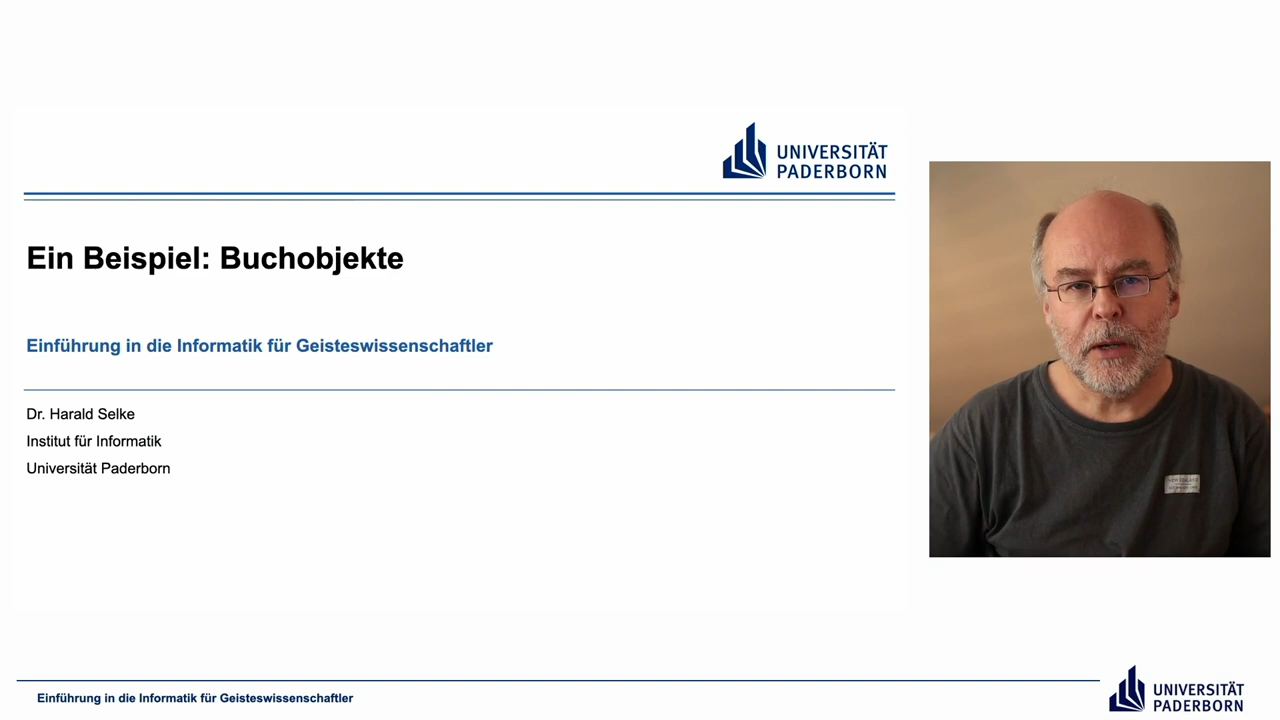 UNIVERSITÄT
PADERBORN
Ein Beispiel: Buchobjekte
Einführung in die Informatik für Geisteswissenschaftler
Dr. Harald Selke
Institut für Informatik
Universität Paderborn
Einführung in die Informatik für Geisteswissenschaftler
UNIVERSITÄT
PADERBORN